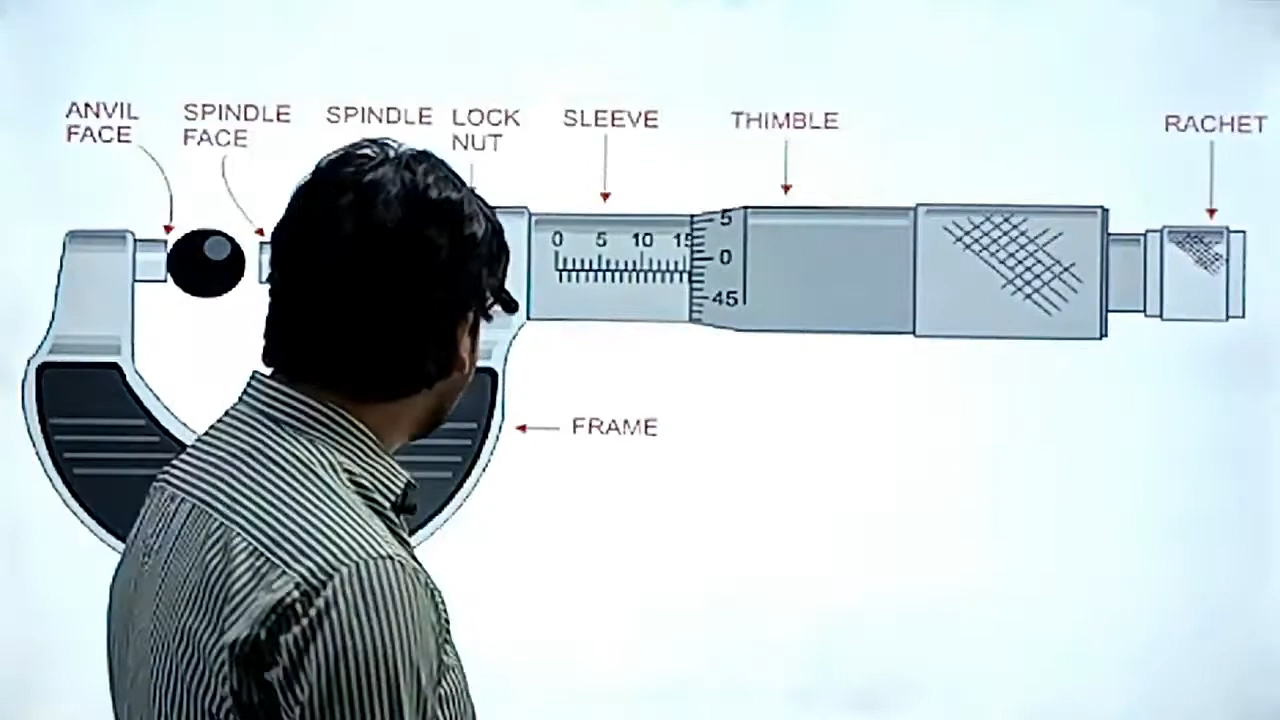 ANVIL
FACE
SPINDLE
FACE
SPINDLE
LOCK
NUT
SLEEVE
THIMBLE
RACHET
0 5 10 15
5
0
45
FRAME